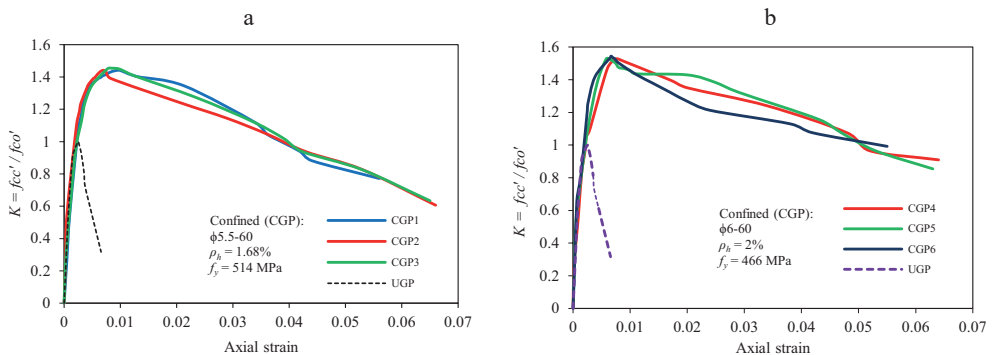 a
K = fcc' / fco'
1.6
1.4
1.2
1
0.8
0.6
0.4
0.2
0
0 0.01 0.02 0.03 0.04 0.05 0.06 0.07
Axial strain
Confined (CGP):
ϕ5.5-60
ρh = 1.68%
fy = 514 MPa
CGP1
CGP2
CGP3
UGP
b
K = fcc' / fco'
1.6
1.4
1.2
1
0.8
0.6
0.4
0.2
0
0 0.01 0.02 0.03 0.04 0.05 0.06 0.07
Axial strain
Confined (CGP):
ϕ6-60
ρh = 2%
fy = 466 MPa
CGP4
CGP5
CGP6
UGP